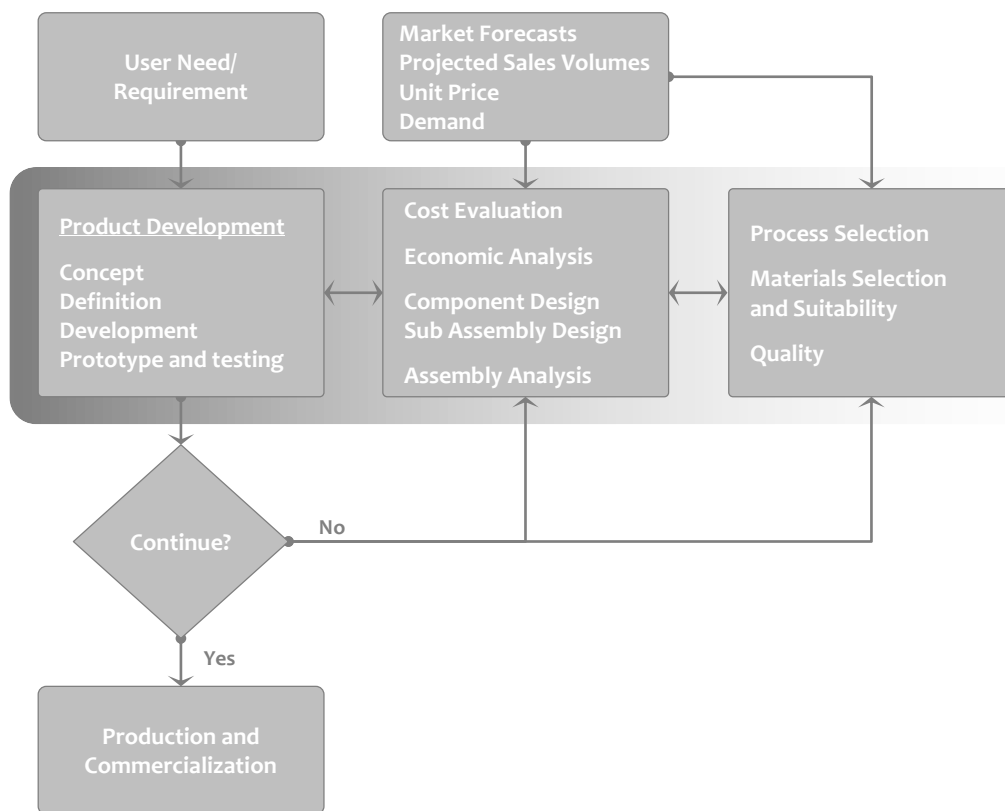 User Need/
Requirement
Market Forecasts
Projected Sales Volumes
Unit Price
Demand
Product Development
Concept
Definition
Development
Prototype and testing
Cost Evaluation
Economic Analysis
Component Design
Sub Assembly Design
Assembly Analysis
Process Selection
Materials Selection
and Suitability
Quality
Continue?
No
Yes
Production and
Commercialization